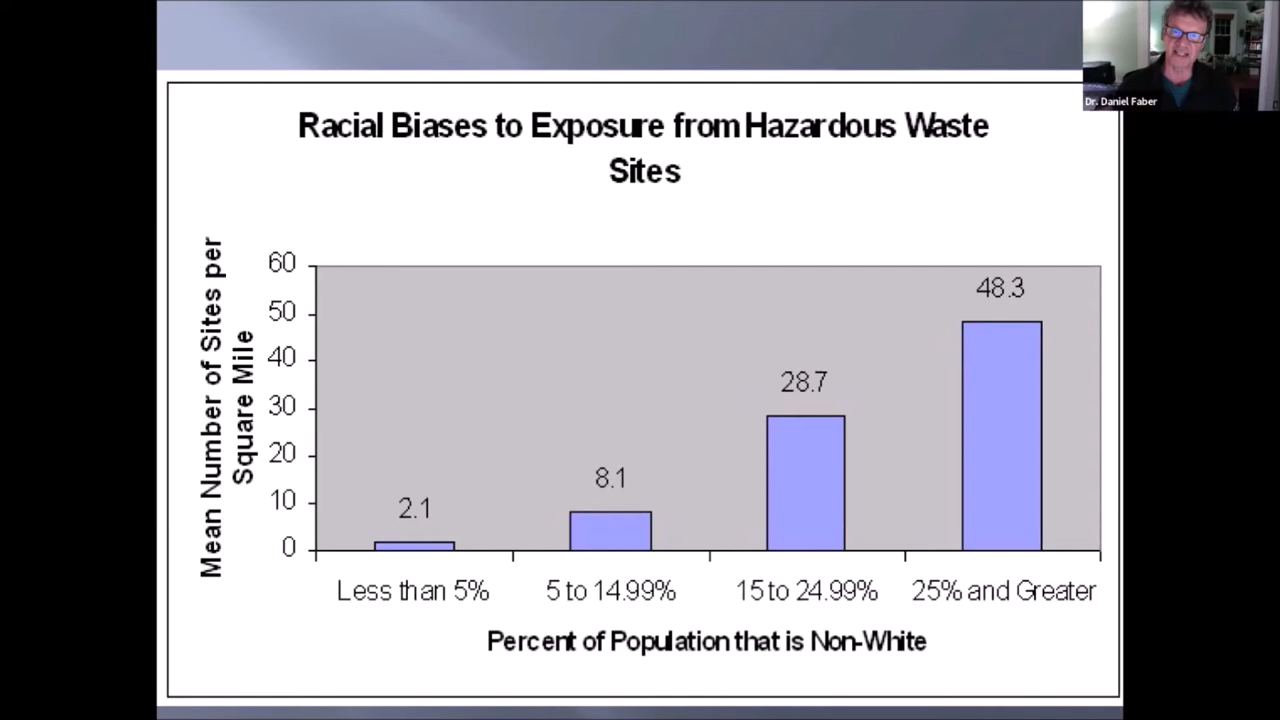 Dr. Daniel Faber
Racial Biases to Exposure from Hazardous Waste
Sites
Mean Number of Sites per
Square Mile
60
50
40
30
20
10
0
2.1
8.1
28.7
48.3
Less than 5%
5 to 14.99%
15 to 24.99%
25% and Greater
Percent of Population that is Non-White